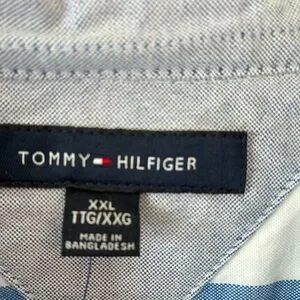 TOMMY HILFIGER
XXL
TTG/XXG
MADE IN
BANGLADESH